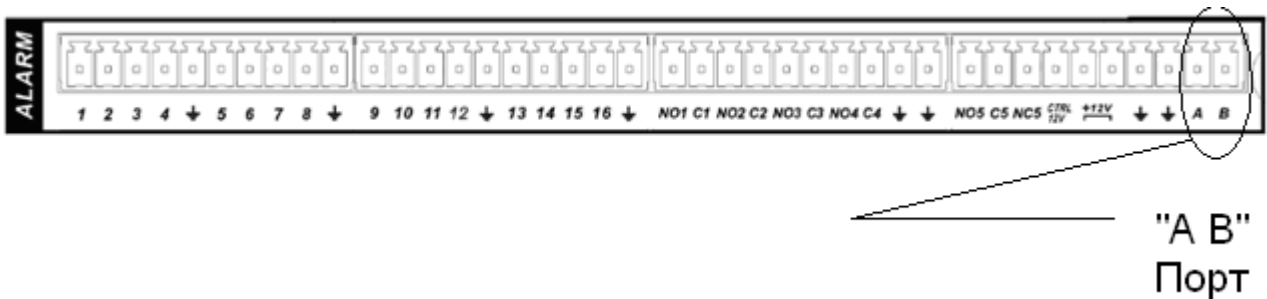 ALARM
1 2 3 4 ⏚ 5 6 7 8 ⏚ 9 10 11 12 ⏚ 13 14 15 16 ⏚ NO1 C1 NO2 C2 NO3 C3 NO4 C4 ⏚ ⏚ NO5 C5 NC5 CTRL 12V +12V ⏚ ⏚ A B
"А В"
Порт